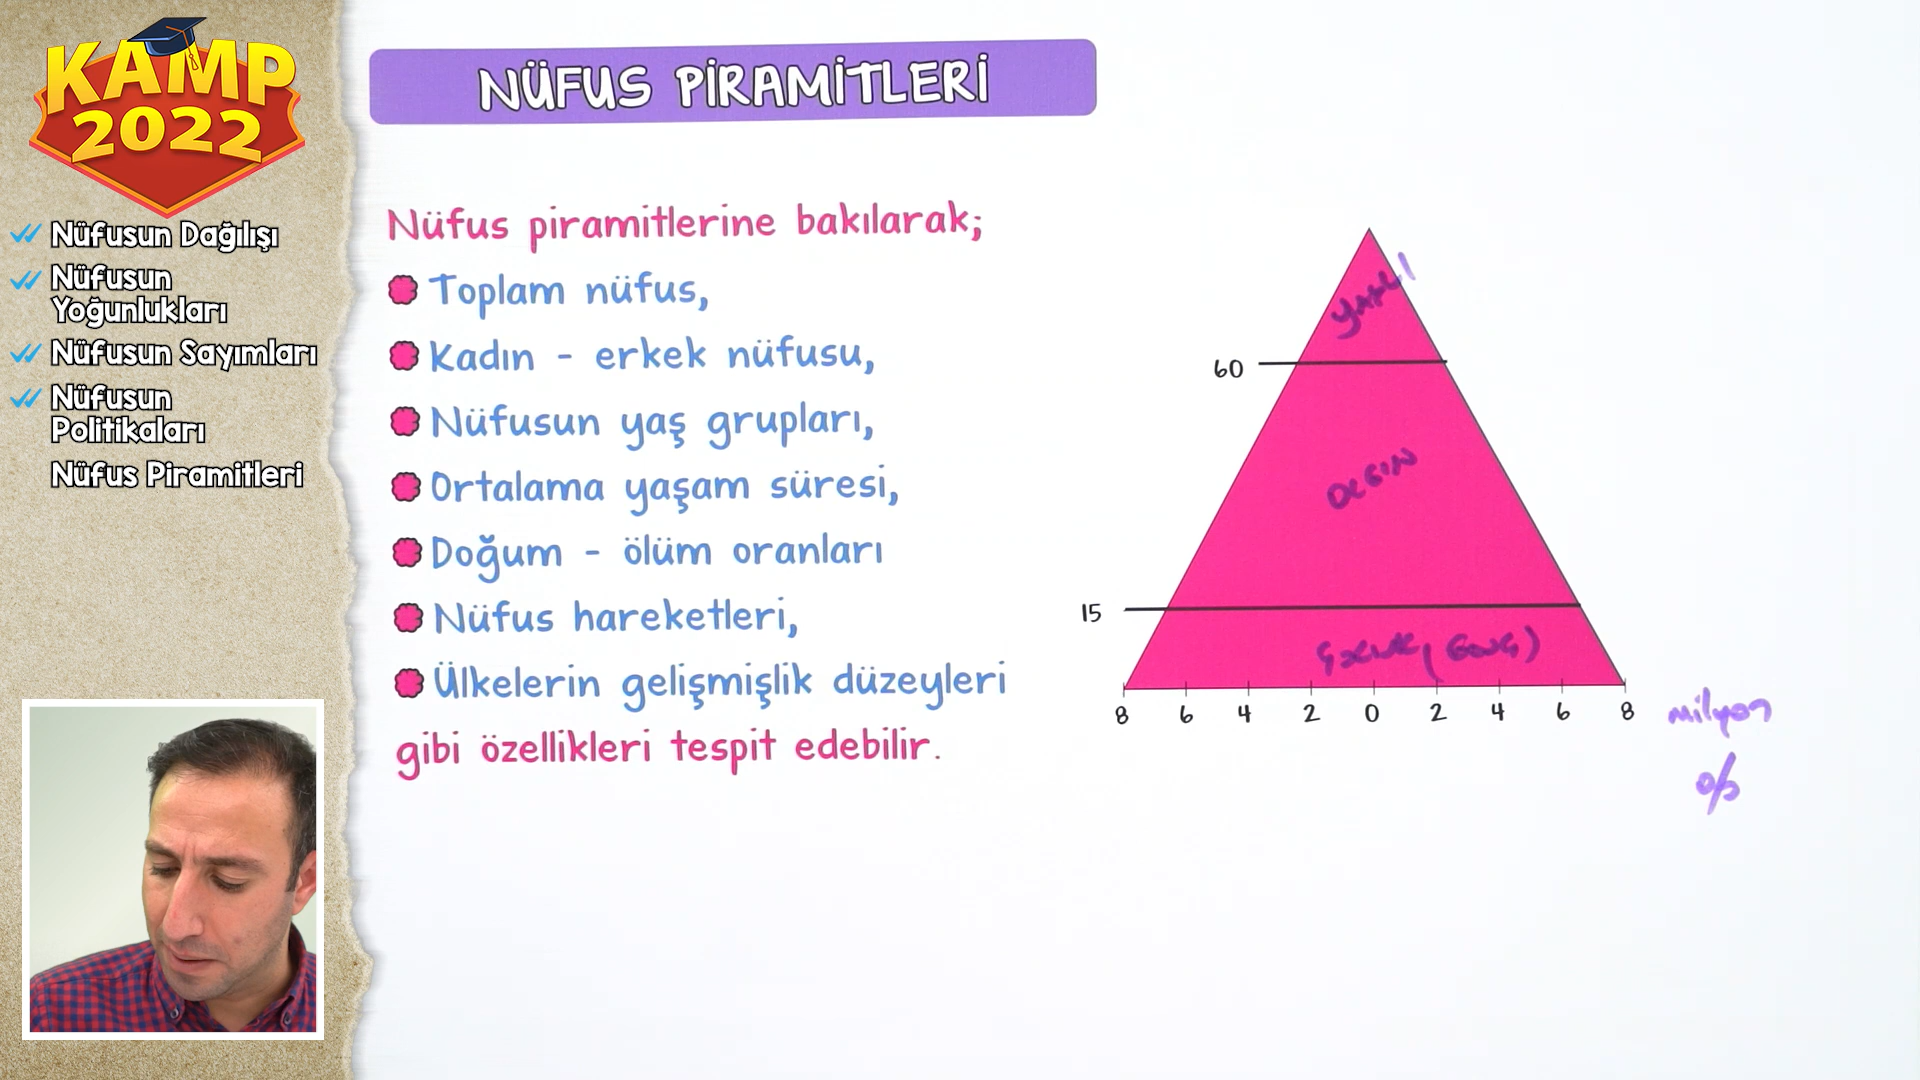 KAMP
2022
Nüfusun Dağılışı
Nüfusun
Yoğunlukları
Nüfusun Sayımları
Nüfusun
Politikaları
Nüfus Piramitleri
NÜFUS PİRAMİTLERİ
Nüfus piramitlerine bakılarak;
Toplam nüfus,
Kadın - erkek nüfusu,
Nüfusun yaş grupları,
Ortalama yaşam süresi,
Doğum - ölüm oranları
Nüfus hareketleri,
Ülkelerin gelişmişlik düzeyleri
gibi özellikleri tespit edebilir.
YAŞLI
60
OLGUN
15
ÇOCUK (GENÇ)
8 6 4 2 0 2 4 6 8 milyon
%